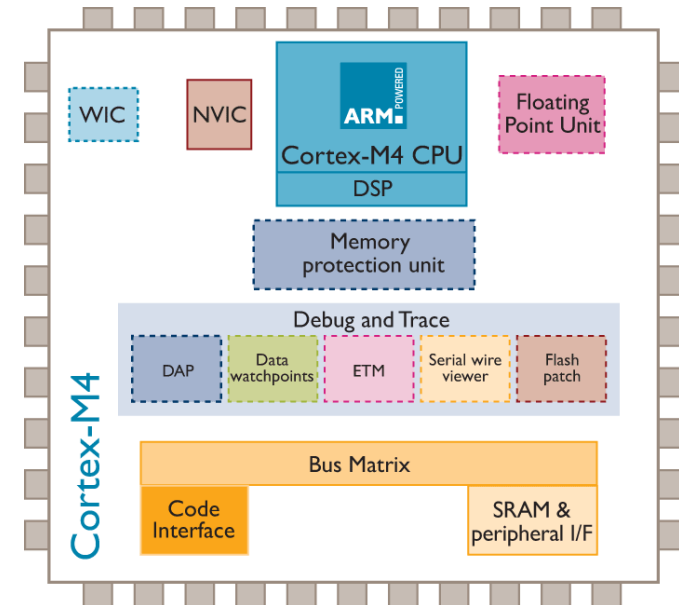 WIC
NVIC
ARM POWERED
Cortex-M4 CPU
DSP
Floating
Point Unit
Memory
protection unit
Debug and Trace
DAP
Data
watchpoints
ETM
Serial wire
viewer
Flash
patch
Cortex-M4
Bus Matrix
Code
Interface
SRAM &
peripheral I/F